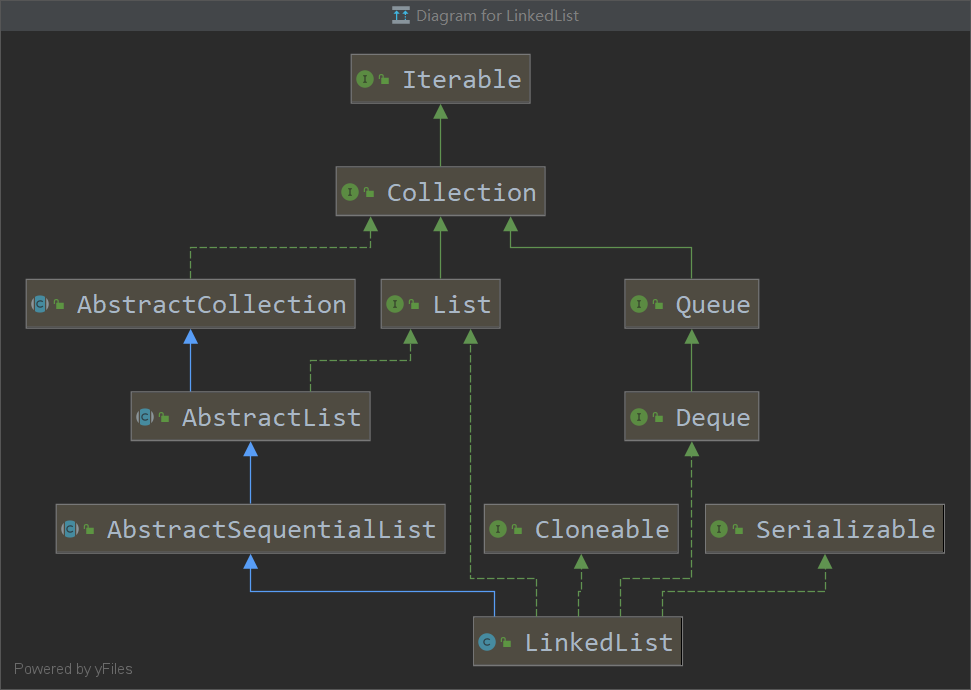 Diagram for LinkedList
I Iterable
I Collection
C AbstractCollection
I List
I Queue
C AbstractList
I Deque
C AbstractSequentialList
I Cloneable
I Serializable
C LinkedList
Powered by yFiles